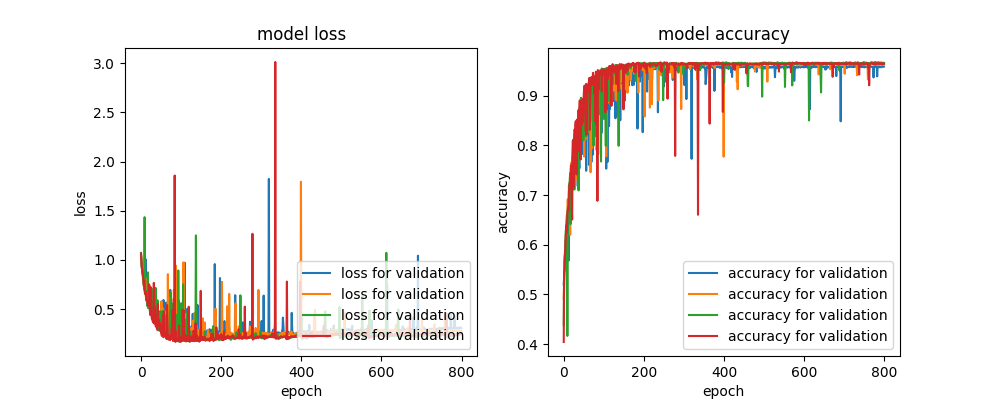 model loss
3.0
2.5
2.0
1.5
1.0
0.5
loss
0
200
400
600
800
epoch
loss for validation
loss for validation
loss for validation
loss for validation
model accuracy
0.9
0.8
0.7
0.6
0.5
0.4
accuracy
0
200
400
600
800
epoch
accuracy for validation
accuracy for validation
accuracy for validation
accuracy for validation